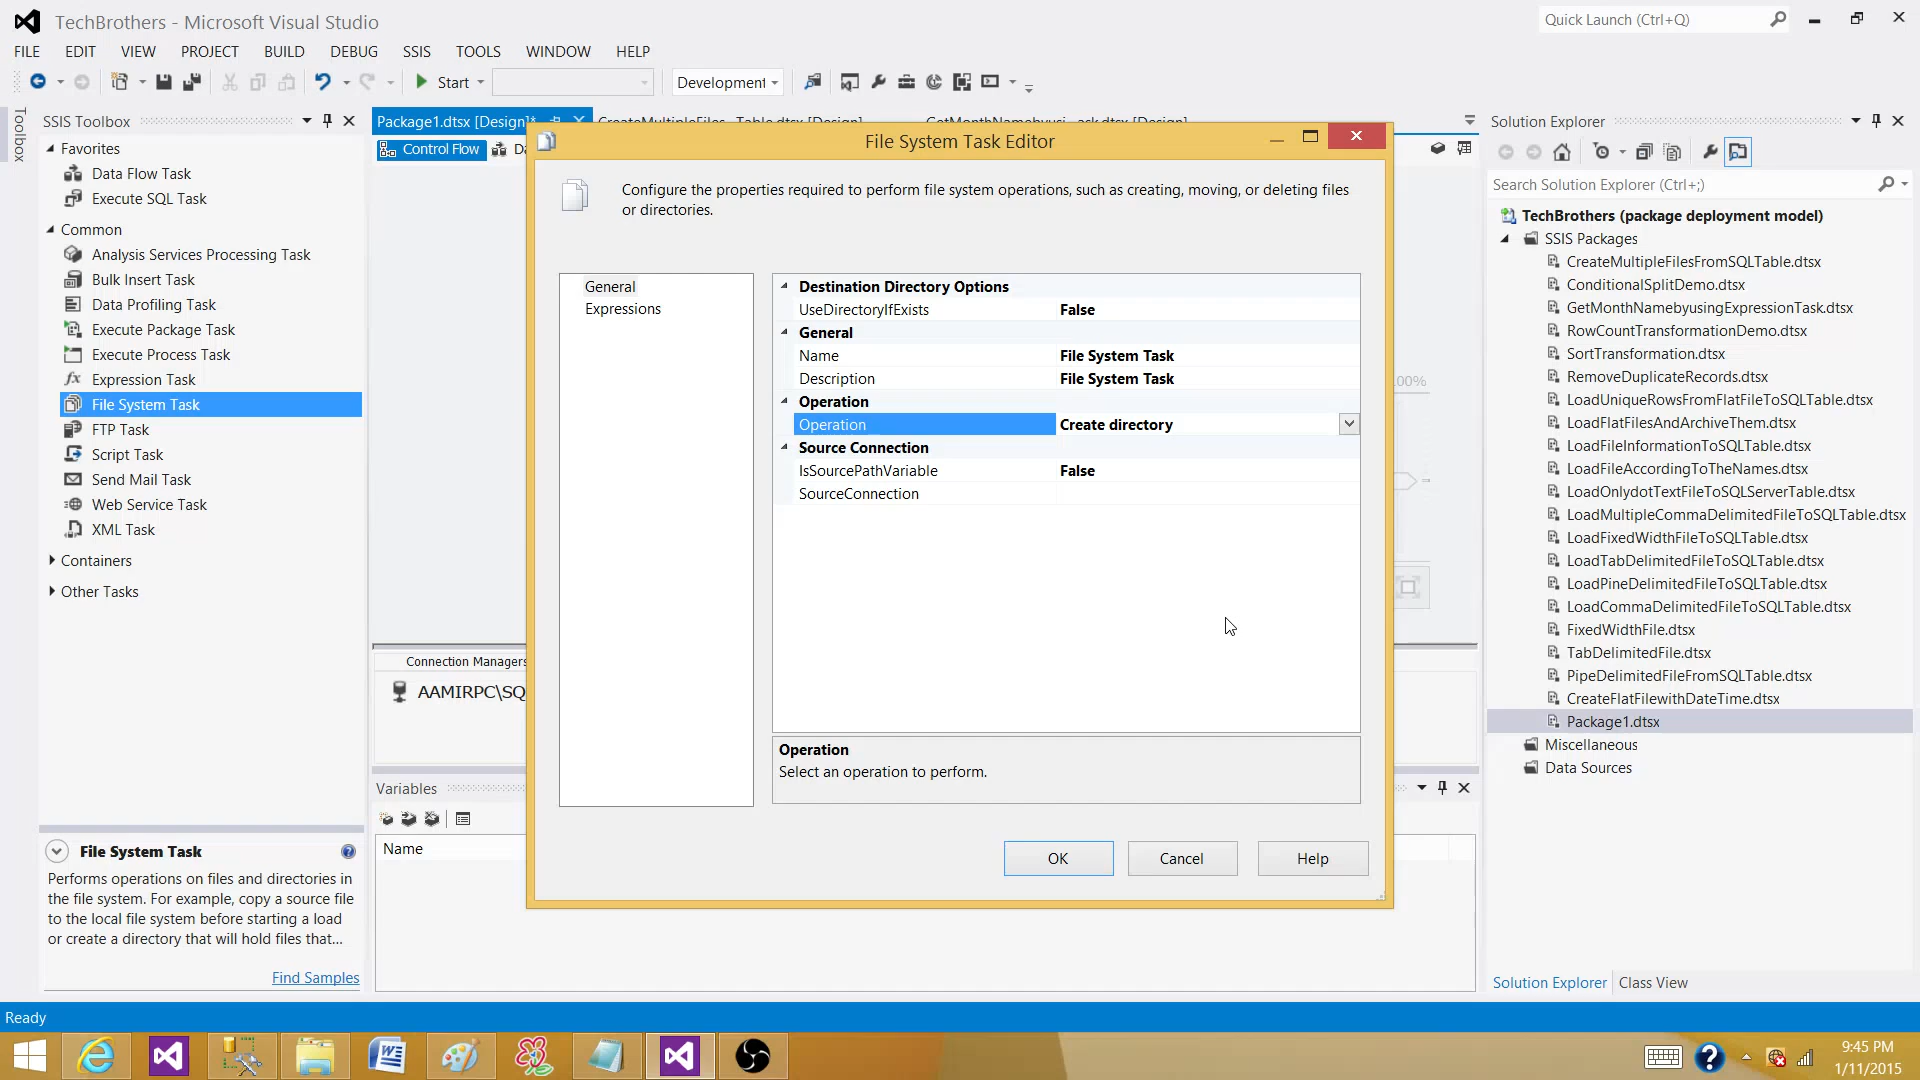 TechBrothers - Microsoft Visual Studio
Quick Launch (Ctrl+Q)
FILE EDIT VIEW PROJECT BUILD DEBUG SSIS TOOLS WINDOW HELP
Start
Development
Toolbox
SSIS Toolbox
Favorites
Data Flow Task
Execute SQL Task
Common
Analysis Services Processing Task
Bulk Insert Task
Data Profiling Task
Execute Package Task
Execute Process Task
Expression Task
File System Task
FTP Task
Script Task
Send Mail Task
Web Service Task
XML Task
Containers
Other Tasks
File System Task
Performs operations on files and directories in
the file system. For example, copy a source file
to the local file system before starting a load
or create a directory that will hold files that...
Find Samples
Package1.dtsx [Design]*
Control Flow
Da
Connection Managers
AAMIRPC\SQ
Variables
Name
File System Task Editor
Configure the properties required to perform file system operations, such as creating, moving, or deleting files
or directories.
General
Expressions
Destination Directory Options
UseDirectoryIfExists False
General
Name File System Task
Description File System Task
Operation
Operation Create directory
Source Connection
IsSourcePathVariable False
SourceConnection
Operation
Select an operation to perform.
OK Cancel Help
Solution Explorer
Search Solution Explorer (Ctrl+;)
TechBrothers (package deployment model)
SSIS Packages
CreateMultipleFilesFromSQLTable.dtsx
ConditionalSplitDemo.dtsx
GetMonthNamebyusingExpressionTask.dtsx
RowCountTransformationDemo.dtsx
SortTransformation.dtsx
RemoveDuplicateRecords.dtsx
LoadUniqueRowsFromFlatFileToSQLTable.dtsx
LoadFlatFilesAndArchiveThem.dtsx
LoadFileInformationToSQLTable.dtsx
LoadFileAccordingToTheNames.dtsx
LoadOnlydotTextFileToSQLServerTable.dtsx
LoadMultipleCommaDelimitedFileToSQLTable.dtsx
LoadFixedWidthFileToSQLTable.dtsx
LoadTabDelimitedFileToSQLTable.dtsx
LoadPineDelimitedFileToSQLTable.dtsx
LoadCommaDelimitedFileToSQLTable.dtsx
FixedWidthFile.dtsx
TabDelimitedFile.dtsx
PipeDelimitedFileFromSQLTable.dtsx
CreateFlatFilewithDateTime.dtsx
Package1.dtsx
Miscellaneous
Data Sources
Solution Explorer Class View
Ready
9:45 PM
1/11/2015